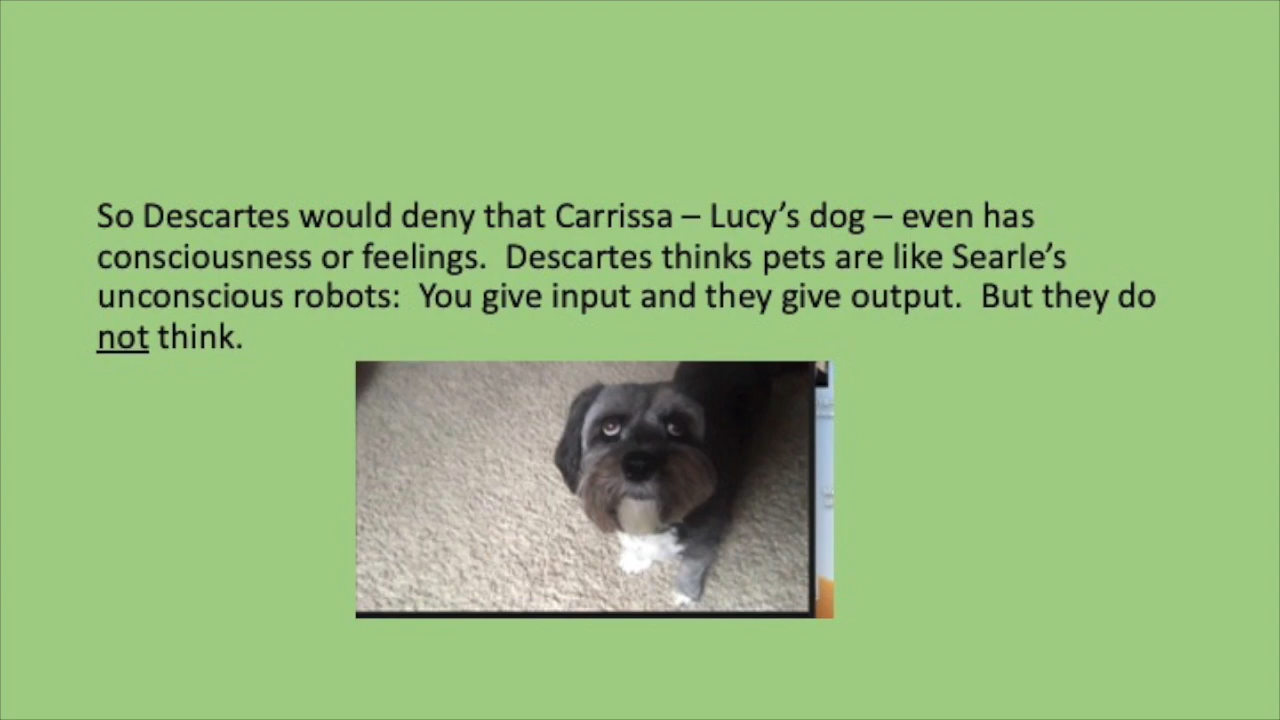 So Descartes would deny that Carrissa – Lucy’s dog – even has
consciousness or feelings.  Descartes thinks pets are like Searle’s
unconscious robots:  You give input and they give output.  But they do
not think.